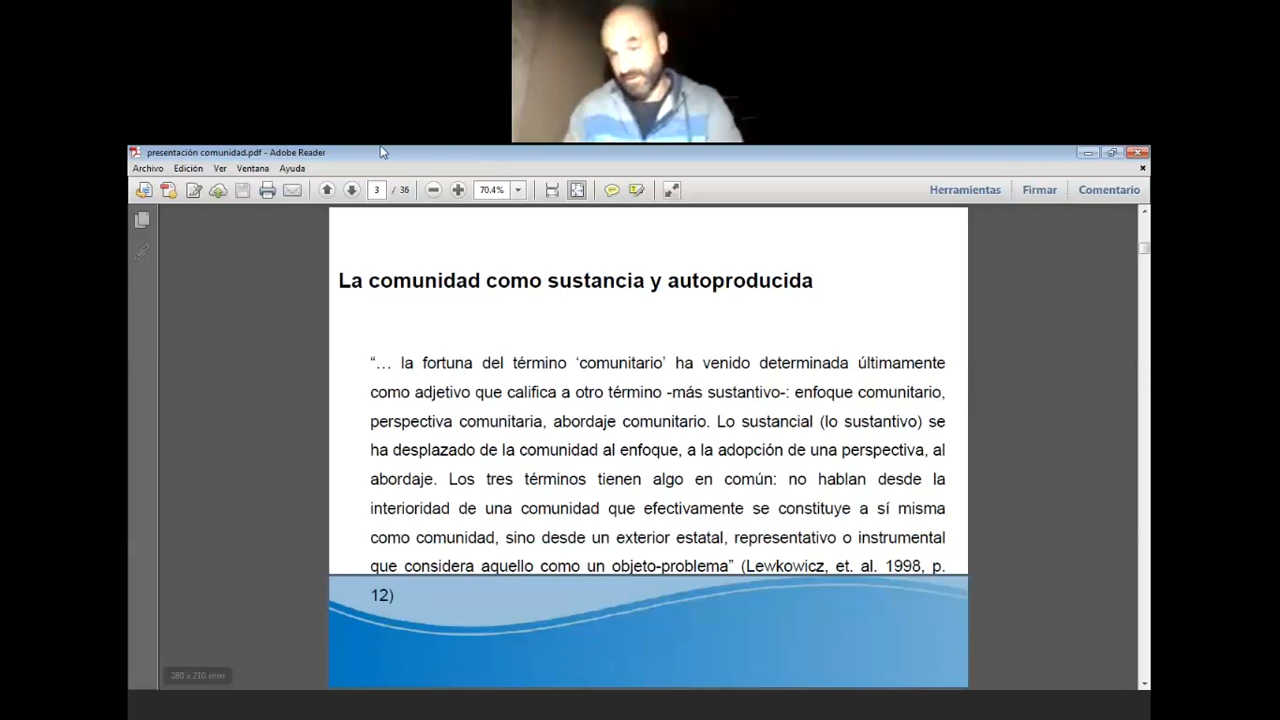 presentación comunidad.pdf - Adobe Reader
Archivo Edición Ver Ventana Ayuda
3 / 36 70.4% Herramientas Firmar Comentario
La comunidad como sustancia y autoproducida
“… la fortuna del término ‘comunitario’ ha venido determinada últimamente
como adjetivo que califica a otro término -más sustantivo-: enfoque comunitario,
perspectiva comunitaria, abordaje comunitario. Lo sustancial (lo sustantivo) se
ha desplazado de la comunidad al enfoque, a la adopción de una perspectiva, al
abordaje. Los tres términos tienen algo en común: no hablan desde la
interioridad de una comunidad que efectivamente se constituye a sí misma
como comunidad, sino desde un exterior estatal, representativo o instrumental
que considera aquello como un objeto-problema” (Lewkowicz, et. al. 1998, p.
12)
280 x 210 mm